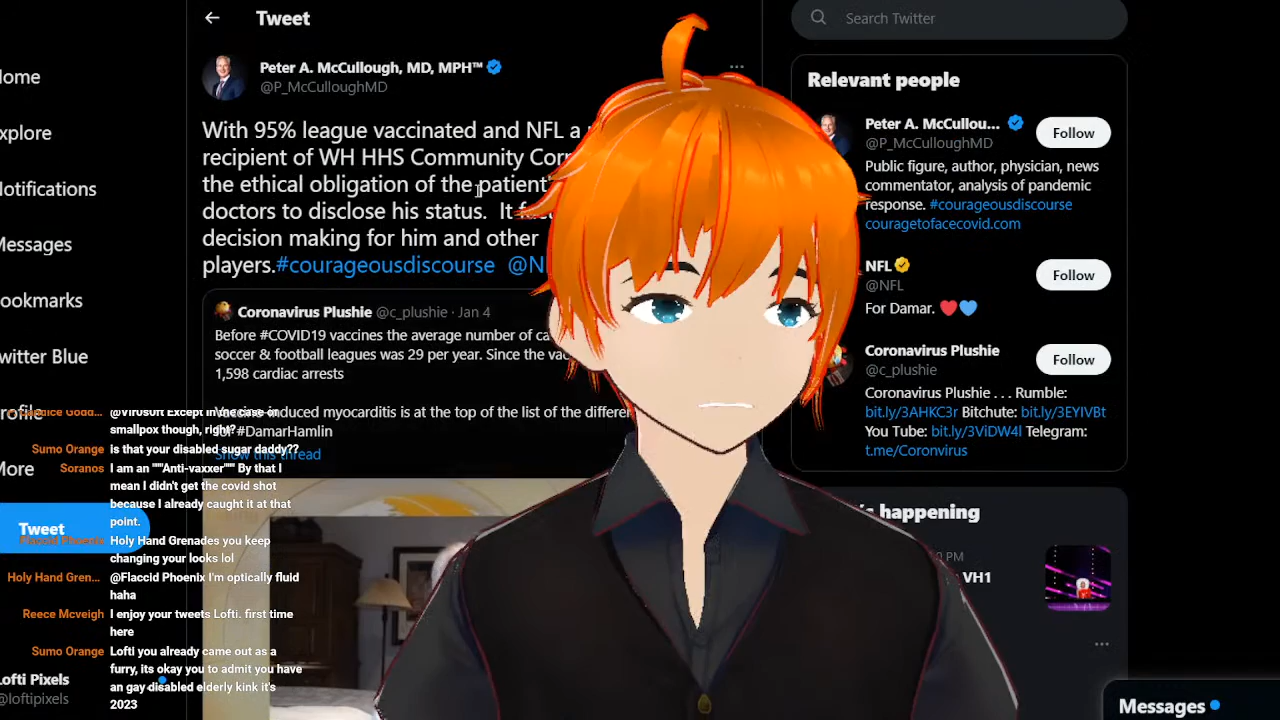 Tweet
Search Twitter
ome
Peter A. McCullough, MD, MPH™
@P_McCulloughMD
Relevant people
xplore
With 95% league vaccinated and NFL a
Peter A. McCullou...
@P_McCulloughMD
Follow
recipient of WH HHS Community Cor
Public figure, author, physician, news
commentator, analysis of pandemic
response. #courageousdiscourse
couragetofacecovid.com
otifications
the ethical obligation of the patient'
doctors to disclose his status. It fa
essages
decision making for him and other
players.#courageousdiscourse @N
NFL
@NFL
Follow
For Damar.
ookmarks
Coronavirus Plushie @c_plushie · Jan 4
Before #COVID19 vaccines the average number of ca
soccer & football leagues was 29 per year. Since the vac
1,598 cardiac arrests
witter Blue
Coronavirus Plushie
@c_plushie
Follow
Coronavirus Plushie . . . Rumble:
bit.ly/3AHKC3r Bitchute: bit.ly/3EYIVBt
You Tube: bit.ly/3ViDW4l Telegram:
t.me/Coronvirus
rofile
Vaccine-induced myocarditis is at the top of the list of the differen
for #DamarHamlin
Show this thread
ore
Tweet
@Virosoft Except in
smallpox though, right?
Sumo Orange is that your disabled sugar daddy??
Soranos I am an """Anti-vaxxer""" By that I
mean I didn't get the covid shot
because I already caught it at that
point.
Flaccid Phoenix Holy Hand Grenades you keep
changing your looks lol
Holy Hand Gren... @Flaccid Phoenix I'm optically fluid
haha
Reece Mcveigh I enjoy your tweets Lofti. first time
here
Sumo Orange Lofti you already came out as a
furry, its okay you to admit you have
an gay disabled elderly kink it's
2023
ofti Pixels
@loftipixels
's happening
PM
VH1
Messages